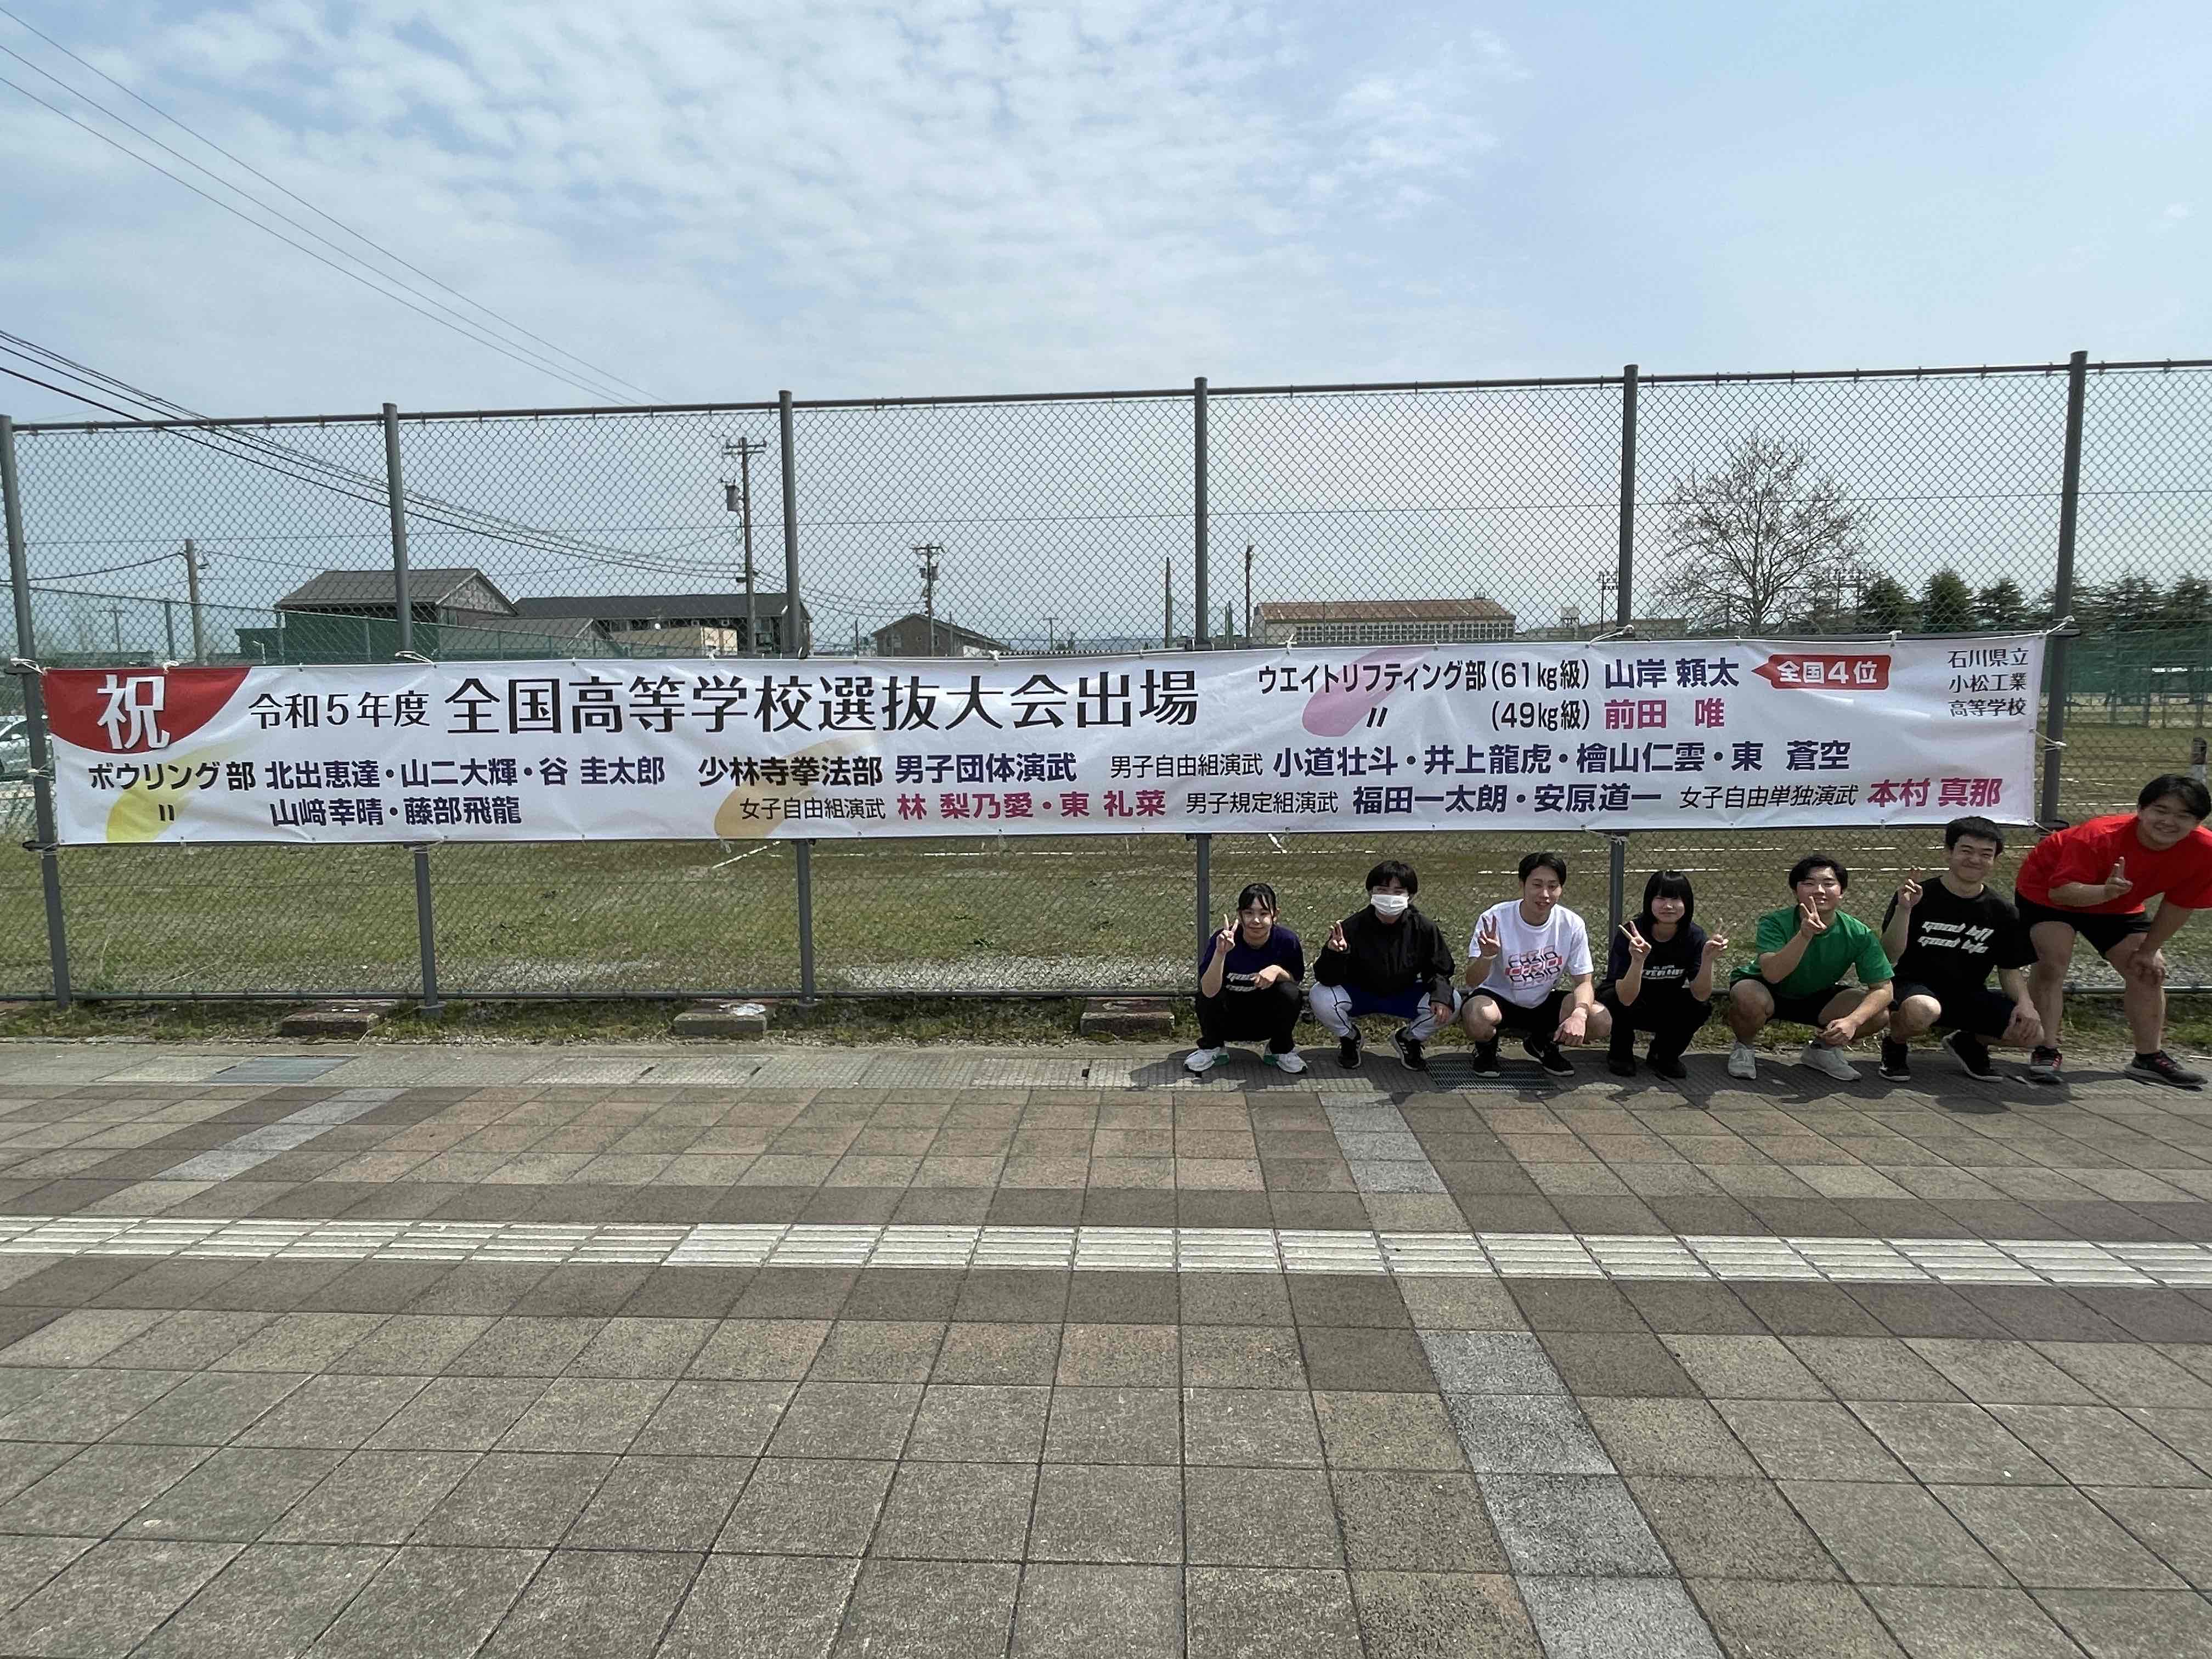 祝
令和5年度 全国高等学校選抜大会出場
ボウリング部 北出恵達・山二大輝・谷 圭太郎
〃 山﨑幸晴・藤部飛龍
少林寺拳法部 男子団体演武 男子自由組演武 小道壮斗・井上龍虎・檜山仁雲・東 蒼空
女子自由組演武 林 梨乃愛・東 礼菜 男子規定組演武 福田一太朗・安原道一 女子自由単独演武 本村 真那
ウエイトリフティング部(61kg級) 山岸 頼太 全国4位
〃 (49kg級) 前田 唯
石川県立
小松工業
高等学校
good lift
good life
CASIO